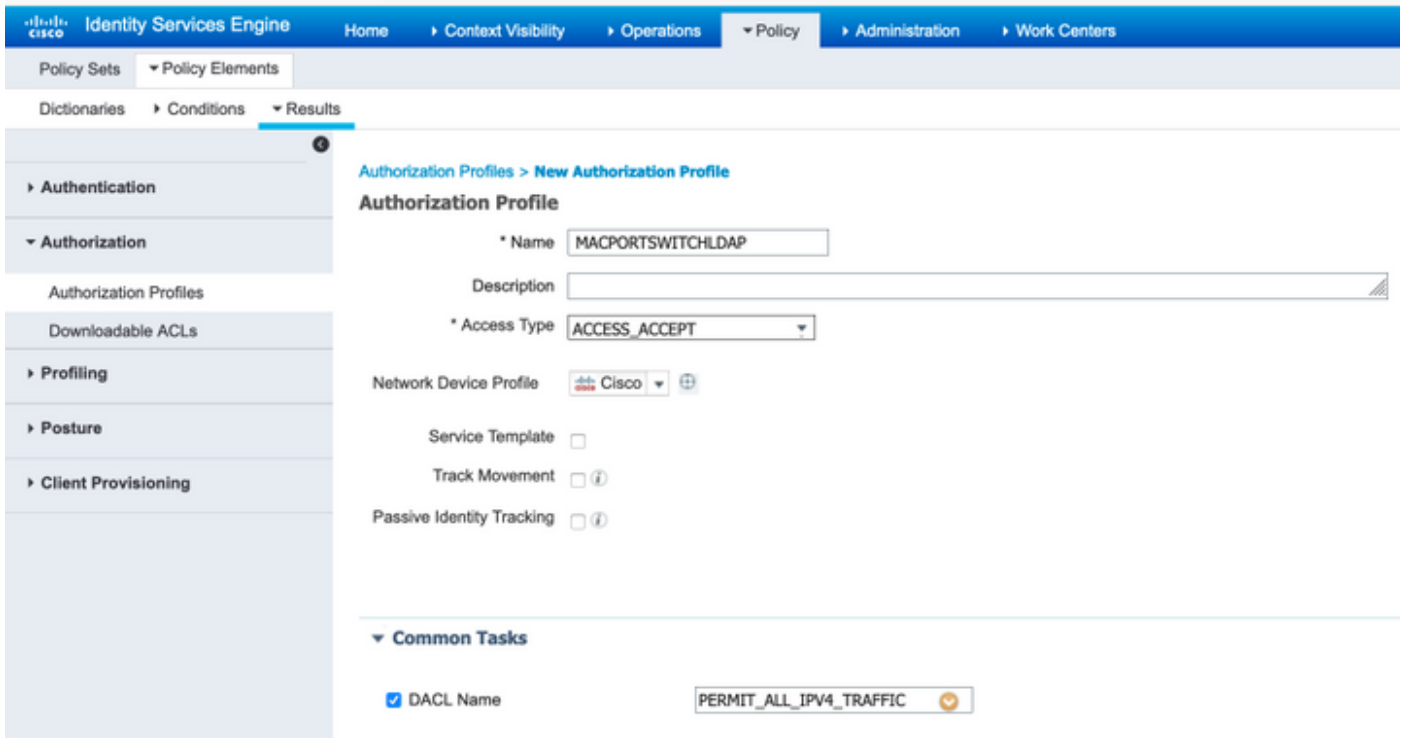 cisco Identity Services Engine Home Context Visibility Operations Policy Administration Work Centers
Policy Sets Policy Elements
Dictionaries Conditions Results
Authentication
Authorization
Authorization Profiles
Downloadable ACLs
Profiling
Posture
Client Provisioning
Authorization Profiles > New Authorization Profile
Authorization Profile
* Name MACPORTSWITCHLDAP
Description
* Access Type ACCESS_ACCEPT
Network Device Profile cisco Cisco
Service Template
Track Movement i
Passive Identity Tracking i
Common Tasks
DACL Name PERMIT_ALL_IPV4_TRAFFIC